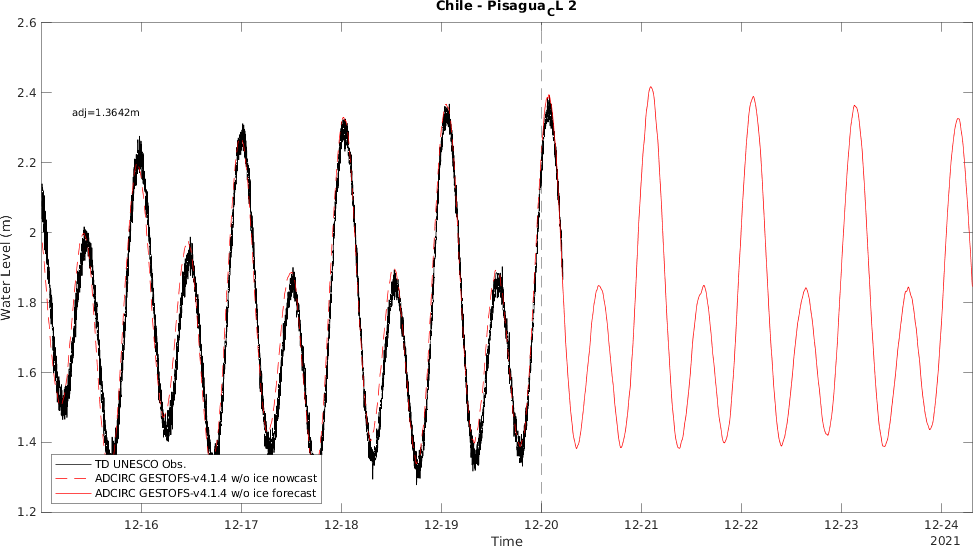 Chile - Pisagua_CL 2
2.6
2.4
adj=1.3642m
2.2
2
Water Level (m)
1.8
1.6
1.4
TD UNESCO Obs.
ADCIRC GESTOFS-v4.1.4 w/o ice nowcast
ADCIRC GESTOFS-v4.1.4 w/o ice forecast
1.2
12-16 12-17 12-18 12-19 12-20 12-21 12-22 12-23 12-24
Time 2021